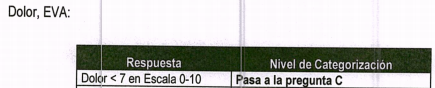 Dolor, EVA:
Respuesta Nivel de Categorización
Dolor < 7 en Escala 0-10 Pasa a la pregunta C